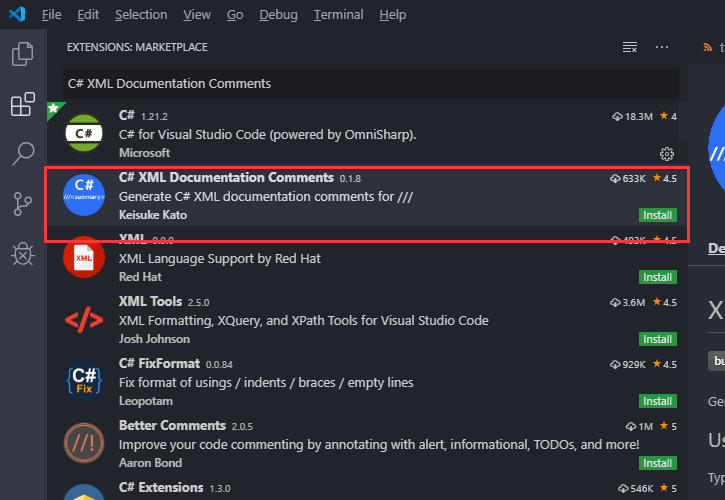 File Edit Selection View Go Debug Terminal Help
EXTENSIONS: MARKETPLACE
C# XML Documentation Comments
C# 1.21.2 18.3M 4
C# for Visual Studio Code (powered by OmniSharp).
Microsoft
C#
C# XML Documentation Comments 0.1.8 633K 4.5
Generate C# XML documentation comments for ///
Keisuke Kato Install
C#
///<summary>
XML 0.9.0 493K 4.5
XML Language Support by Red Hat
Red Hat Install
XML
XML Tools 2.5.0 3.6M 4.5
XML Formatting, XQuery, and XPath Tools for Visual Studio Code
Josh Johnson Install
C# FixFormat 0.0.84 929K 4.5
Fix format of usings / indents / braces / empty lines
Leopotam Install
{C#}
Fix
Better Comments 2.0.5 1M 5
Improve your code commenting by annotating with alert, informational, TODOs, and more!
Aaron Bond Install
//!
C# Extensions 1.3.0 546K 5
///
De
X
bu
Ge
Us
Typ